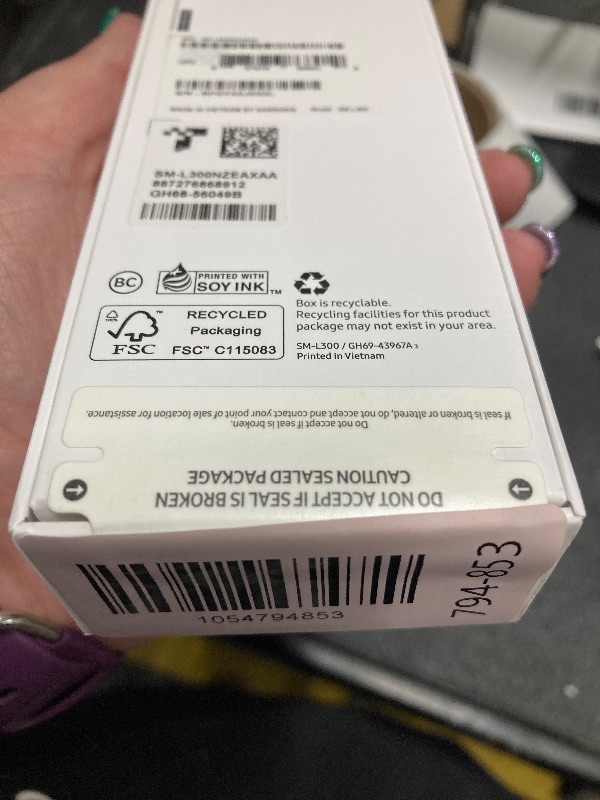 SM-L300NZEAXAA
887276868912
GH68-56049B
BC
PRINTED WITH
SOY INK™
Box is recyclable.
Recycling facilities for this product
package may not exist in your area.
SM-L300 / GH69-43967A
Printed in Vietnam
100%
FSC™
RECYCLED
Packaging
FSC™ C115083
DO NOT ACCEPT IF SEAL IS BROKEN
CAUTION SEALED PACKAGE
Do not accept if seal is broken.
If seal is broken or altered, do not accept and contact your point of sale location for assistance
1054794853
794-853